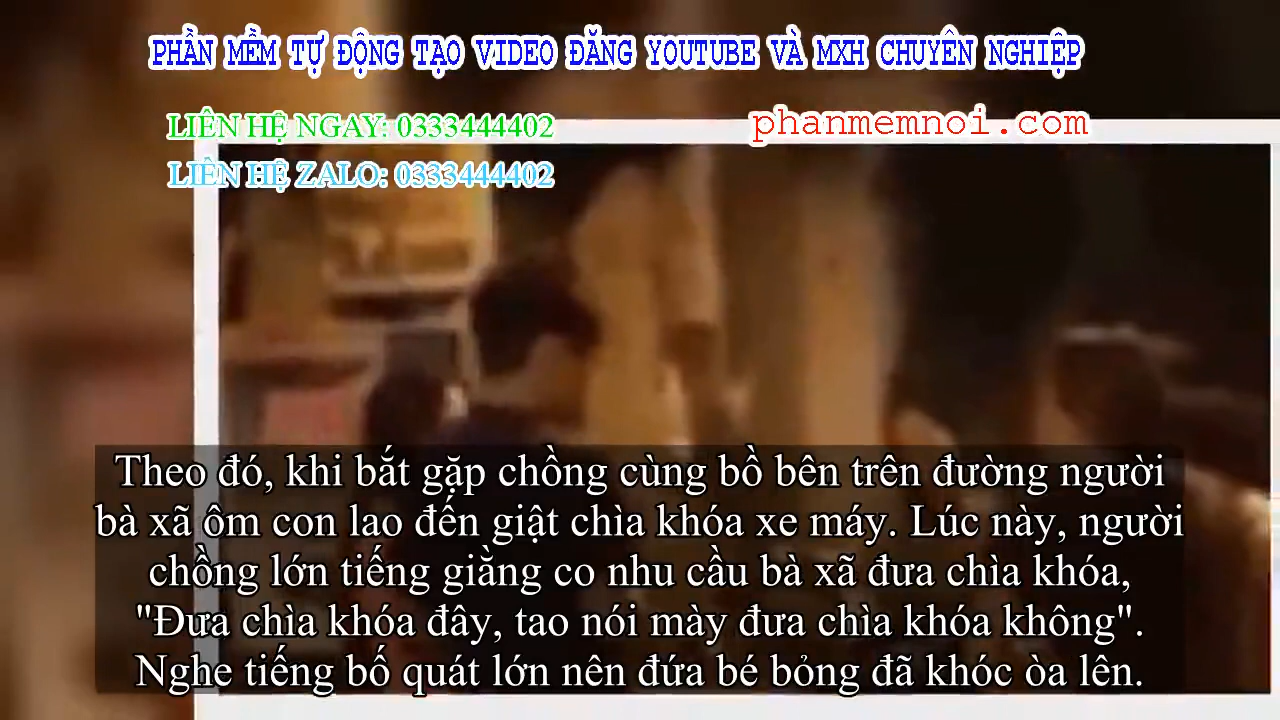 PHẦN MỀM TỰ ĐỘNG TẠO VIDEO ĐĂNG YOUTUBE VÀ MXH CHUYÊN NGHIỆP
LIÊN HỆ NGAY: 0333444402
phanmemnoi.com
LIÊN HỆ ZALO: 0333444402
Theo đó, khi bắt gặp chồng cùng bồ bên trên đường người
bà xã ôm con lao đến giật chìa khóa xe máy. Lúc này, người
chồng lớn tiếng giằng co nhu cầu bà xã đưa chìa khóa,
"Đưa chìa khóa đây, tao nói mày đưa chìa khóa không".
Nghe tiếng bố quát lớn nên đứa bé bỏng đã khóc òa lên.